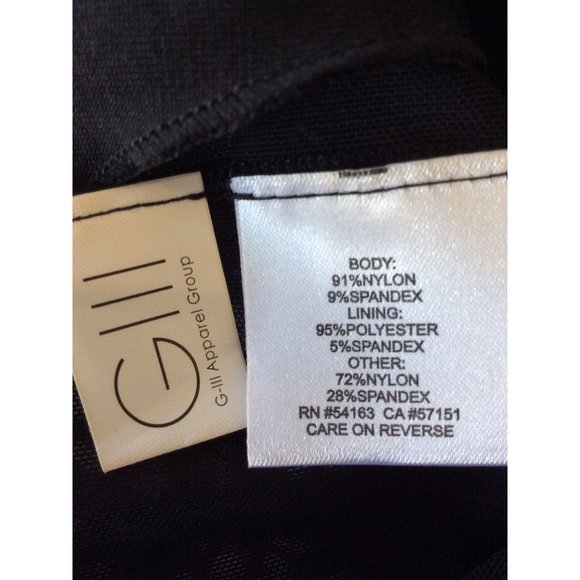 GIII
G-III Apparel Group
BODY:
91%NYLON
9%SPANDEX
LINING:
95%POLYESTER
5%SPANDEX
OTHER:
72%NYLON
28%SPANDEX
RN #54163 CA #57151
CARE ON REVERSE